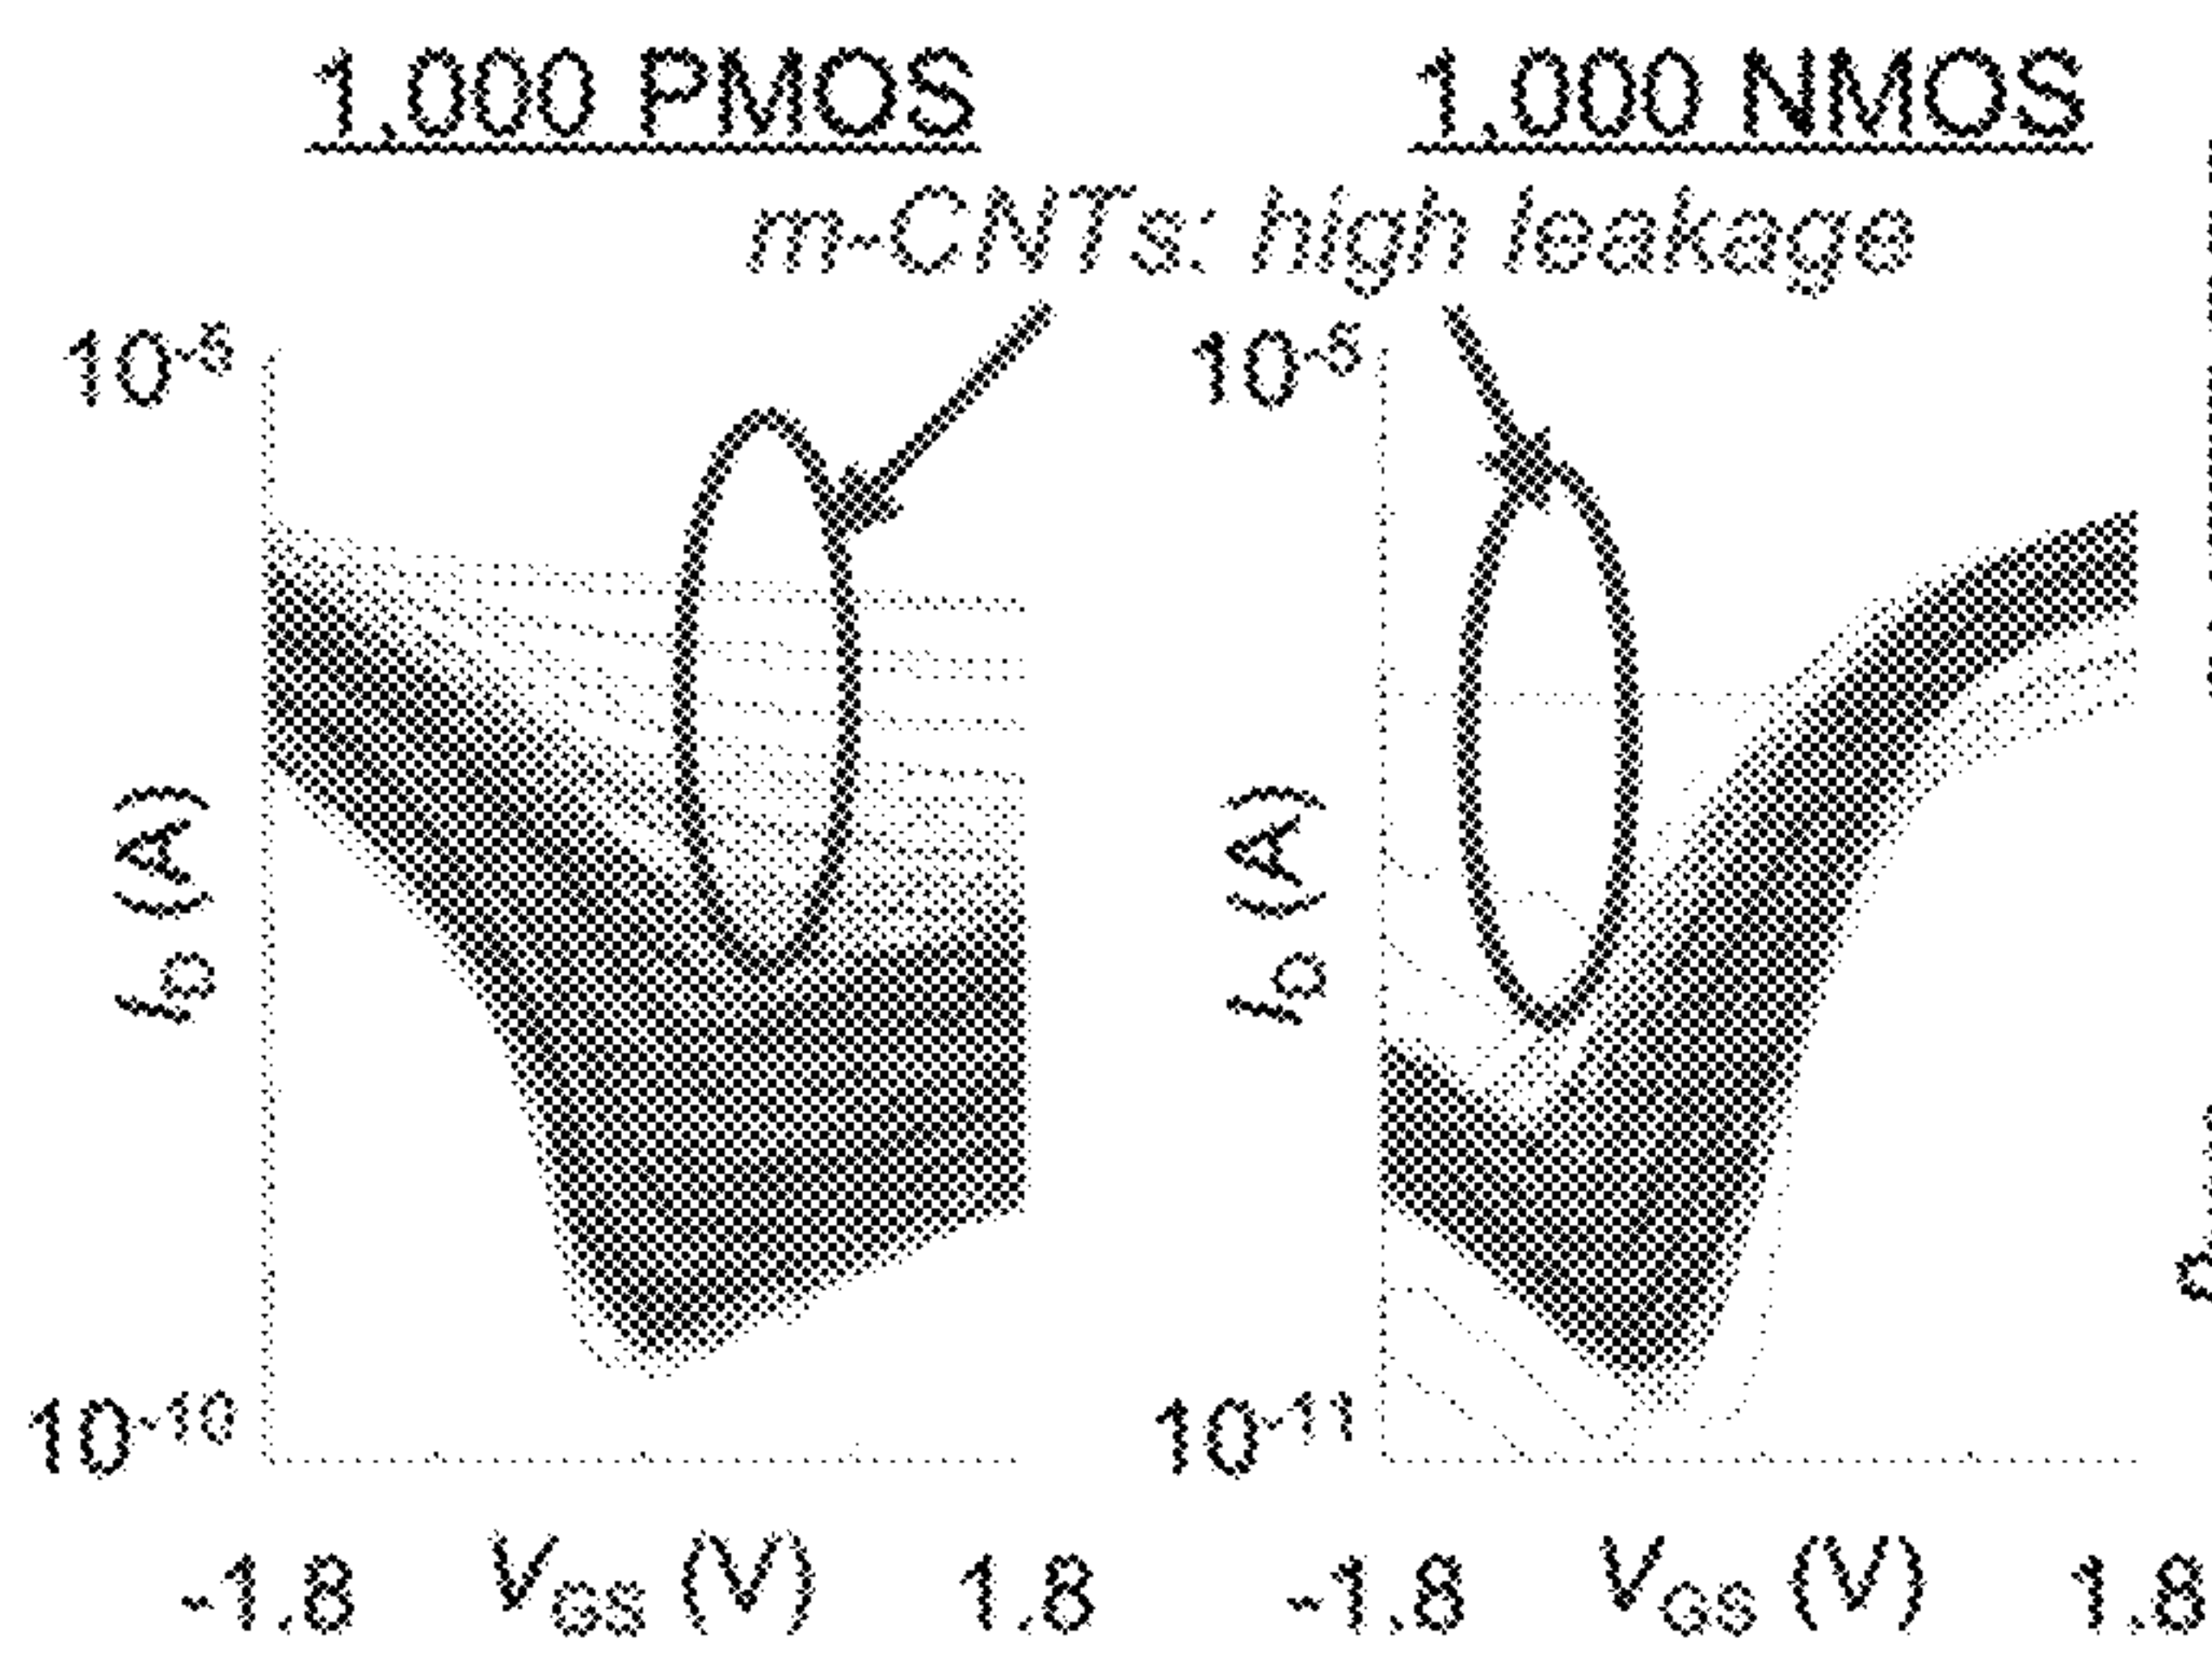 1,000 PMOS
1,000 NMOS
m-CNTs: high leakage
10-5
ID (A)
10-10
-1.8 VGS (V) 1.8
10-5
ID (A)
10-11
-1.8 VGS (V) 1.8